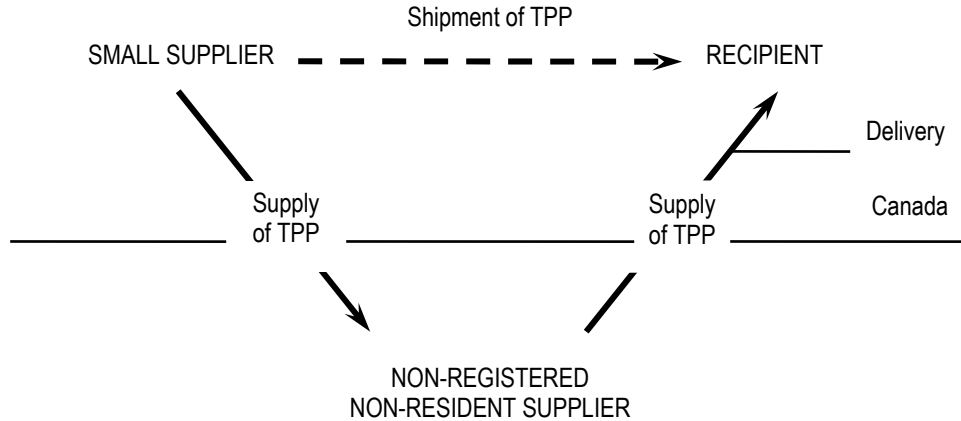 Shipment of TPP
SMALL SUPPLIER
RECIPIENT
Delivery
Canada
Supply
of TPP
Supply
of TPP
NON-REGISTERED
NON-RESIDENT SUPPLIER